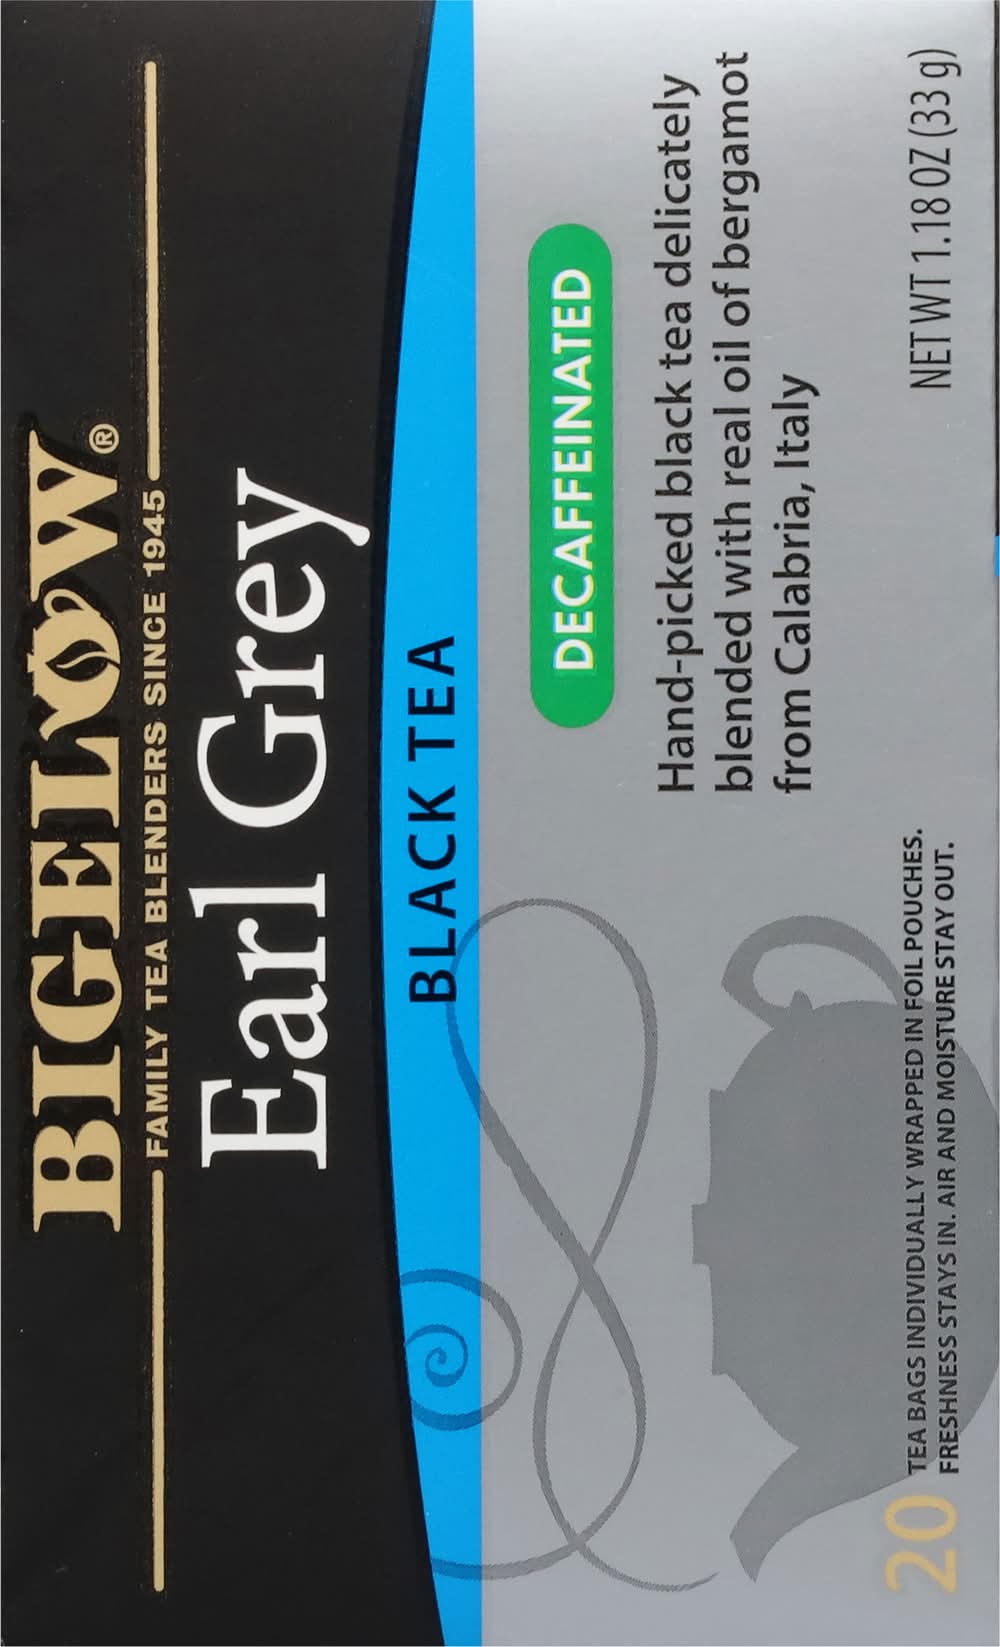 BIGELOW®
FAMILY TEA BLENDERS SINCE 1945
Earl Grey
BLACK TEA
DECAFFEINATED
Hand-picked black tea delicately
blended with real oil of bergamot
from Calabria, Italy
20 TEA BAGS INDIVIDUALLY WRAPPED IN FOIL POUCHES.
FRESHNESS STAYS IN. AIR AND MOISTURE STAY OUT.
NET WT 1.18 OZ (33 g)